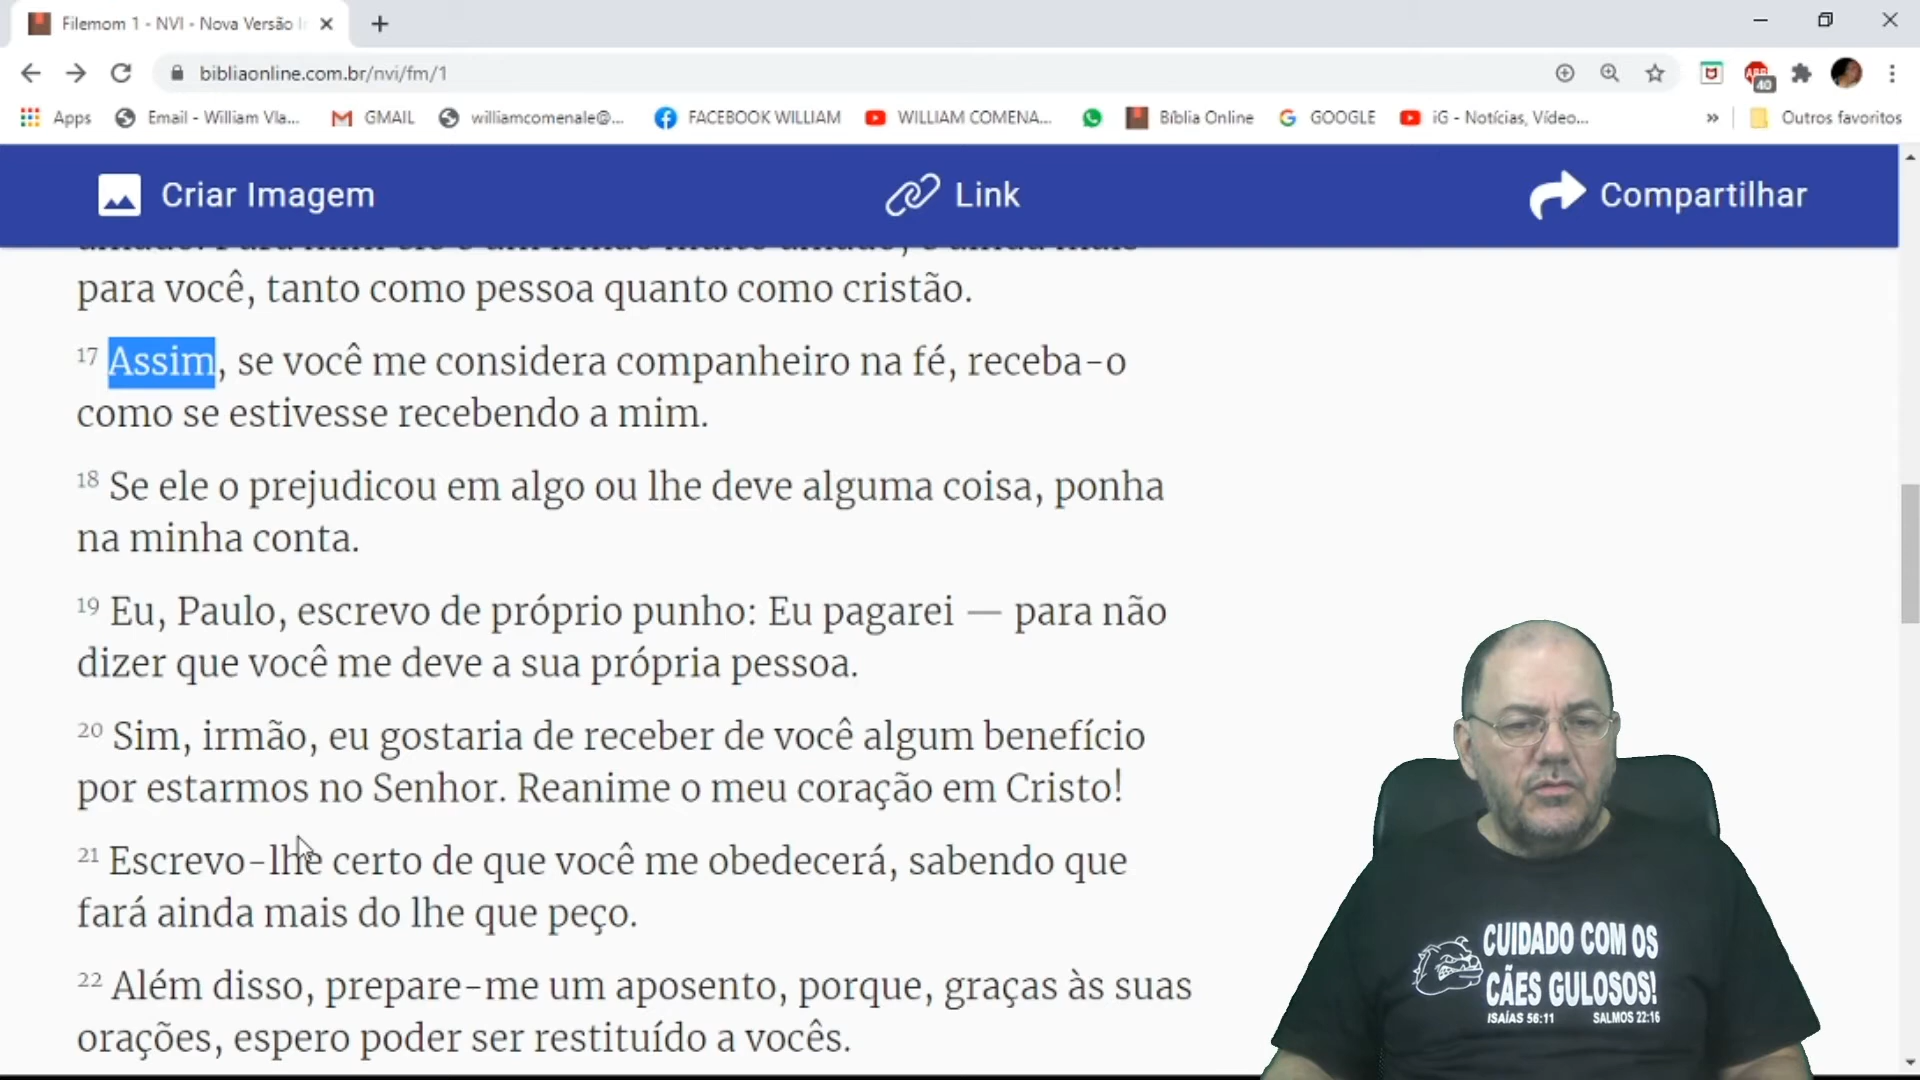 Filemom 1 - NVI - Nova Versão I
bibliaonline.com.br/nvi/fm/1
40
Apps Email - William Vla... GMAIL williamcomenale@... FACEBOOK WILLIAM WILLIAM COMENA... Bíblia Online GOOGLE iG - Notícias, Vídeo... » Outros favoritos
Criar Imagem Link Compartilhar
para você, tanto como pessoa quanto como cristão.
17 Assim, se você me considera companheiro na fé, receba-o
como se estivesse recebendo a mim.
18 Se ele o prejudicou em algo ou lhe deve alguma coisa, ponha
na minha conta.
19 Eu, Paulo, escrevo de próprio punho: Eu pagarei — para não
dizer que você me deve a sua própria pessoa.
20 Sim, irmão, eu gostaria de receber de você algum benefício
por estarmos no Senhor. Reanime o meu coração em Cristo!
21 Escrevo-lhe certo de que você me obedecerá, sabendo que
fará ainda mais do lhe que peço.
22 Além disso, prepare-me um aposento, porque, graças às suas
orações, espero poder ser restituído a vocês.
CUIDADO COM OS
CÃES GULOSOS!
ISAÍAS 56:11 SALMOS 22:16